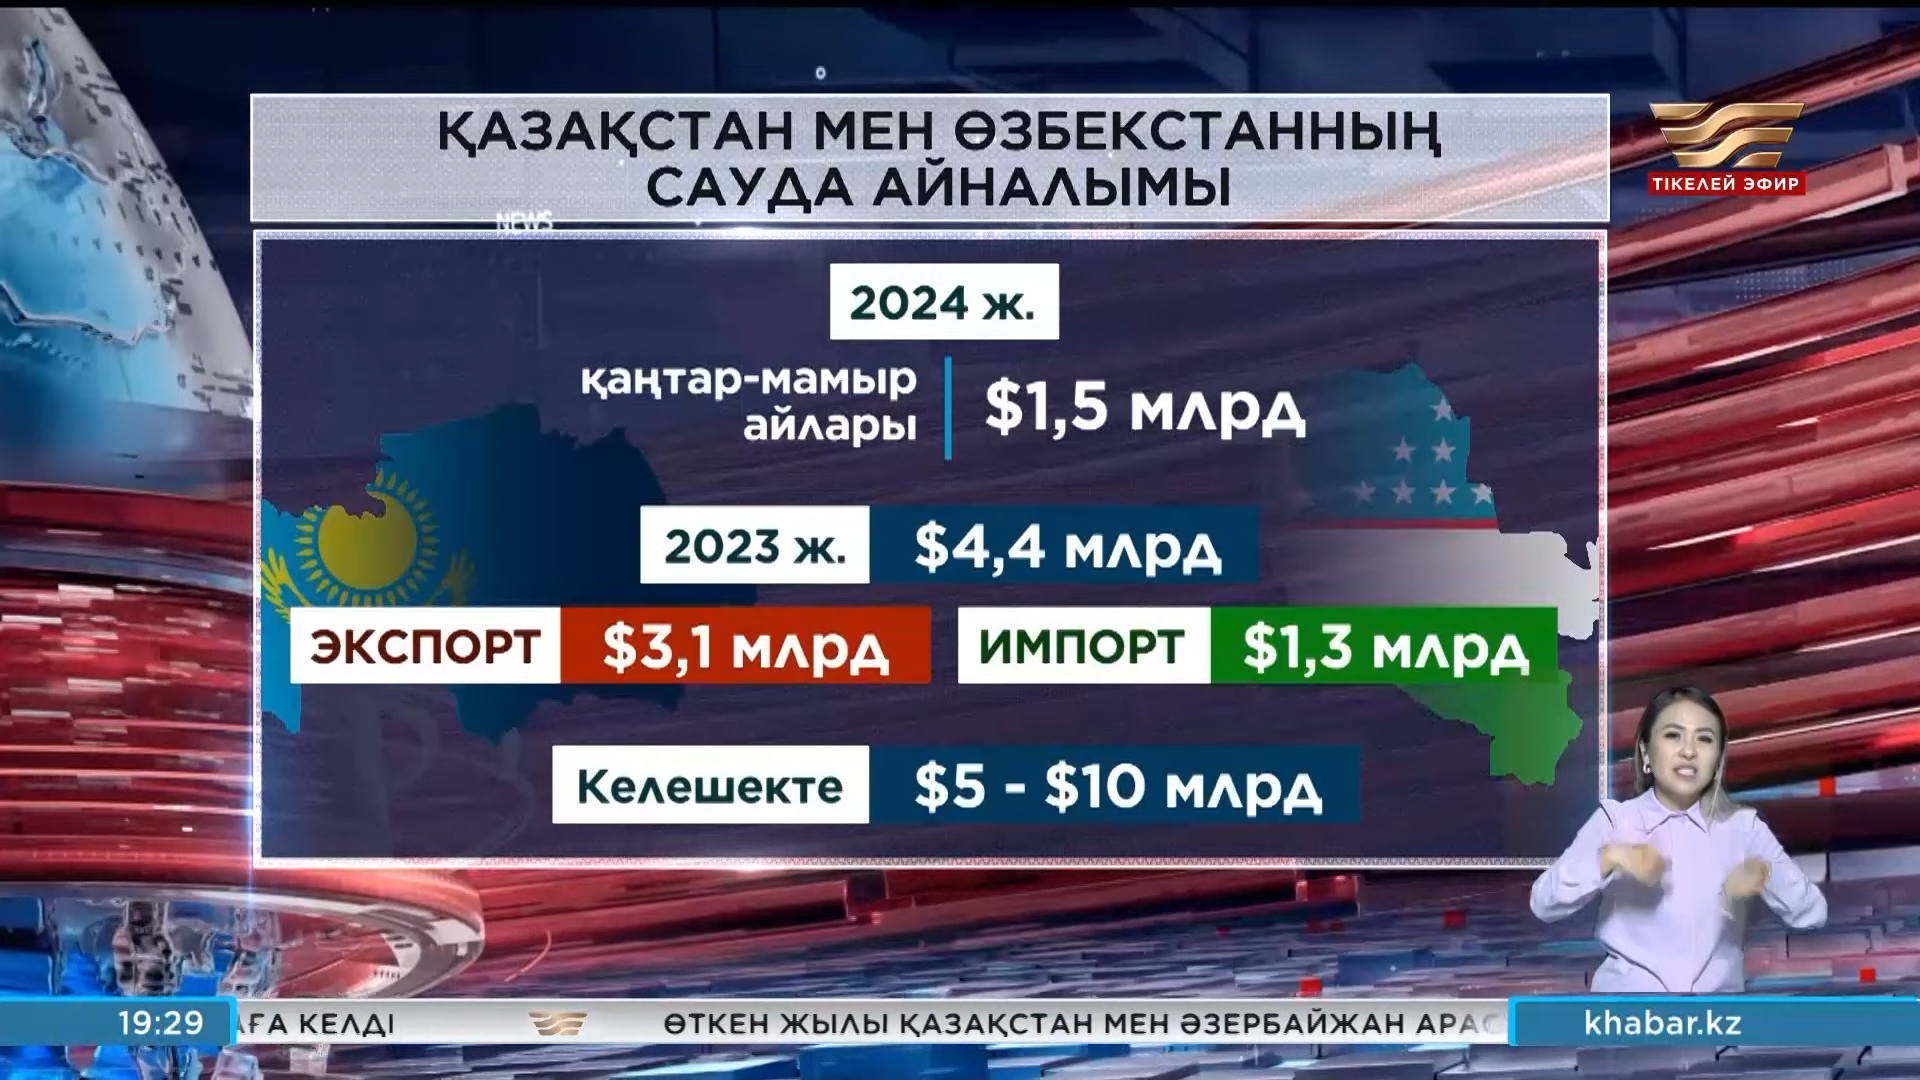 ҚАЗАҚСТАН МЕН ӨЗБЕКСТАННЫҢ
САУДА АЙНАЛЫМЫ
ТІКЕЛЕЙ ЭФИР
NEWS
2024 ж.
қаңтар-мамыр
айлары
$1,5 млрд
2023 ж. $4,4 млрд
ЭКСПОРТ $3,1 млрд ИМПОРТ $1,3 млрд
Келешекте $5 - $10 млрд
19:29 АҒА КЕЛДІ ӨТКЕН ЖЫЛЫ ҚАЗАҚСТАН МЕН ӘЗЕРБАЙЖАН АРАС khabar.kz